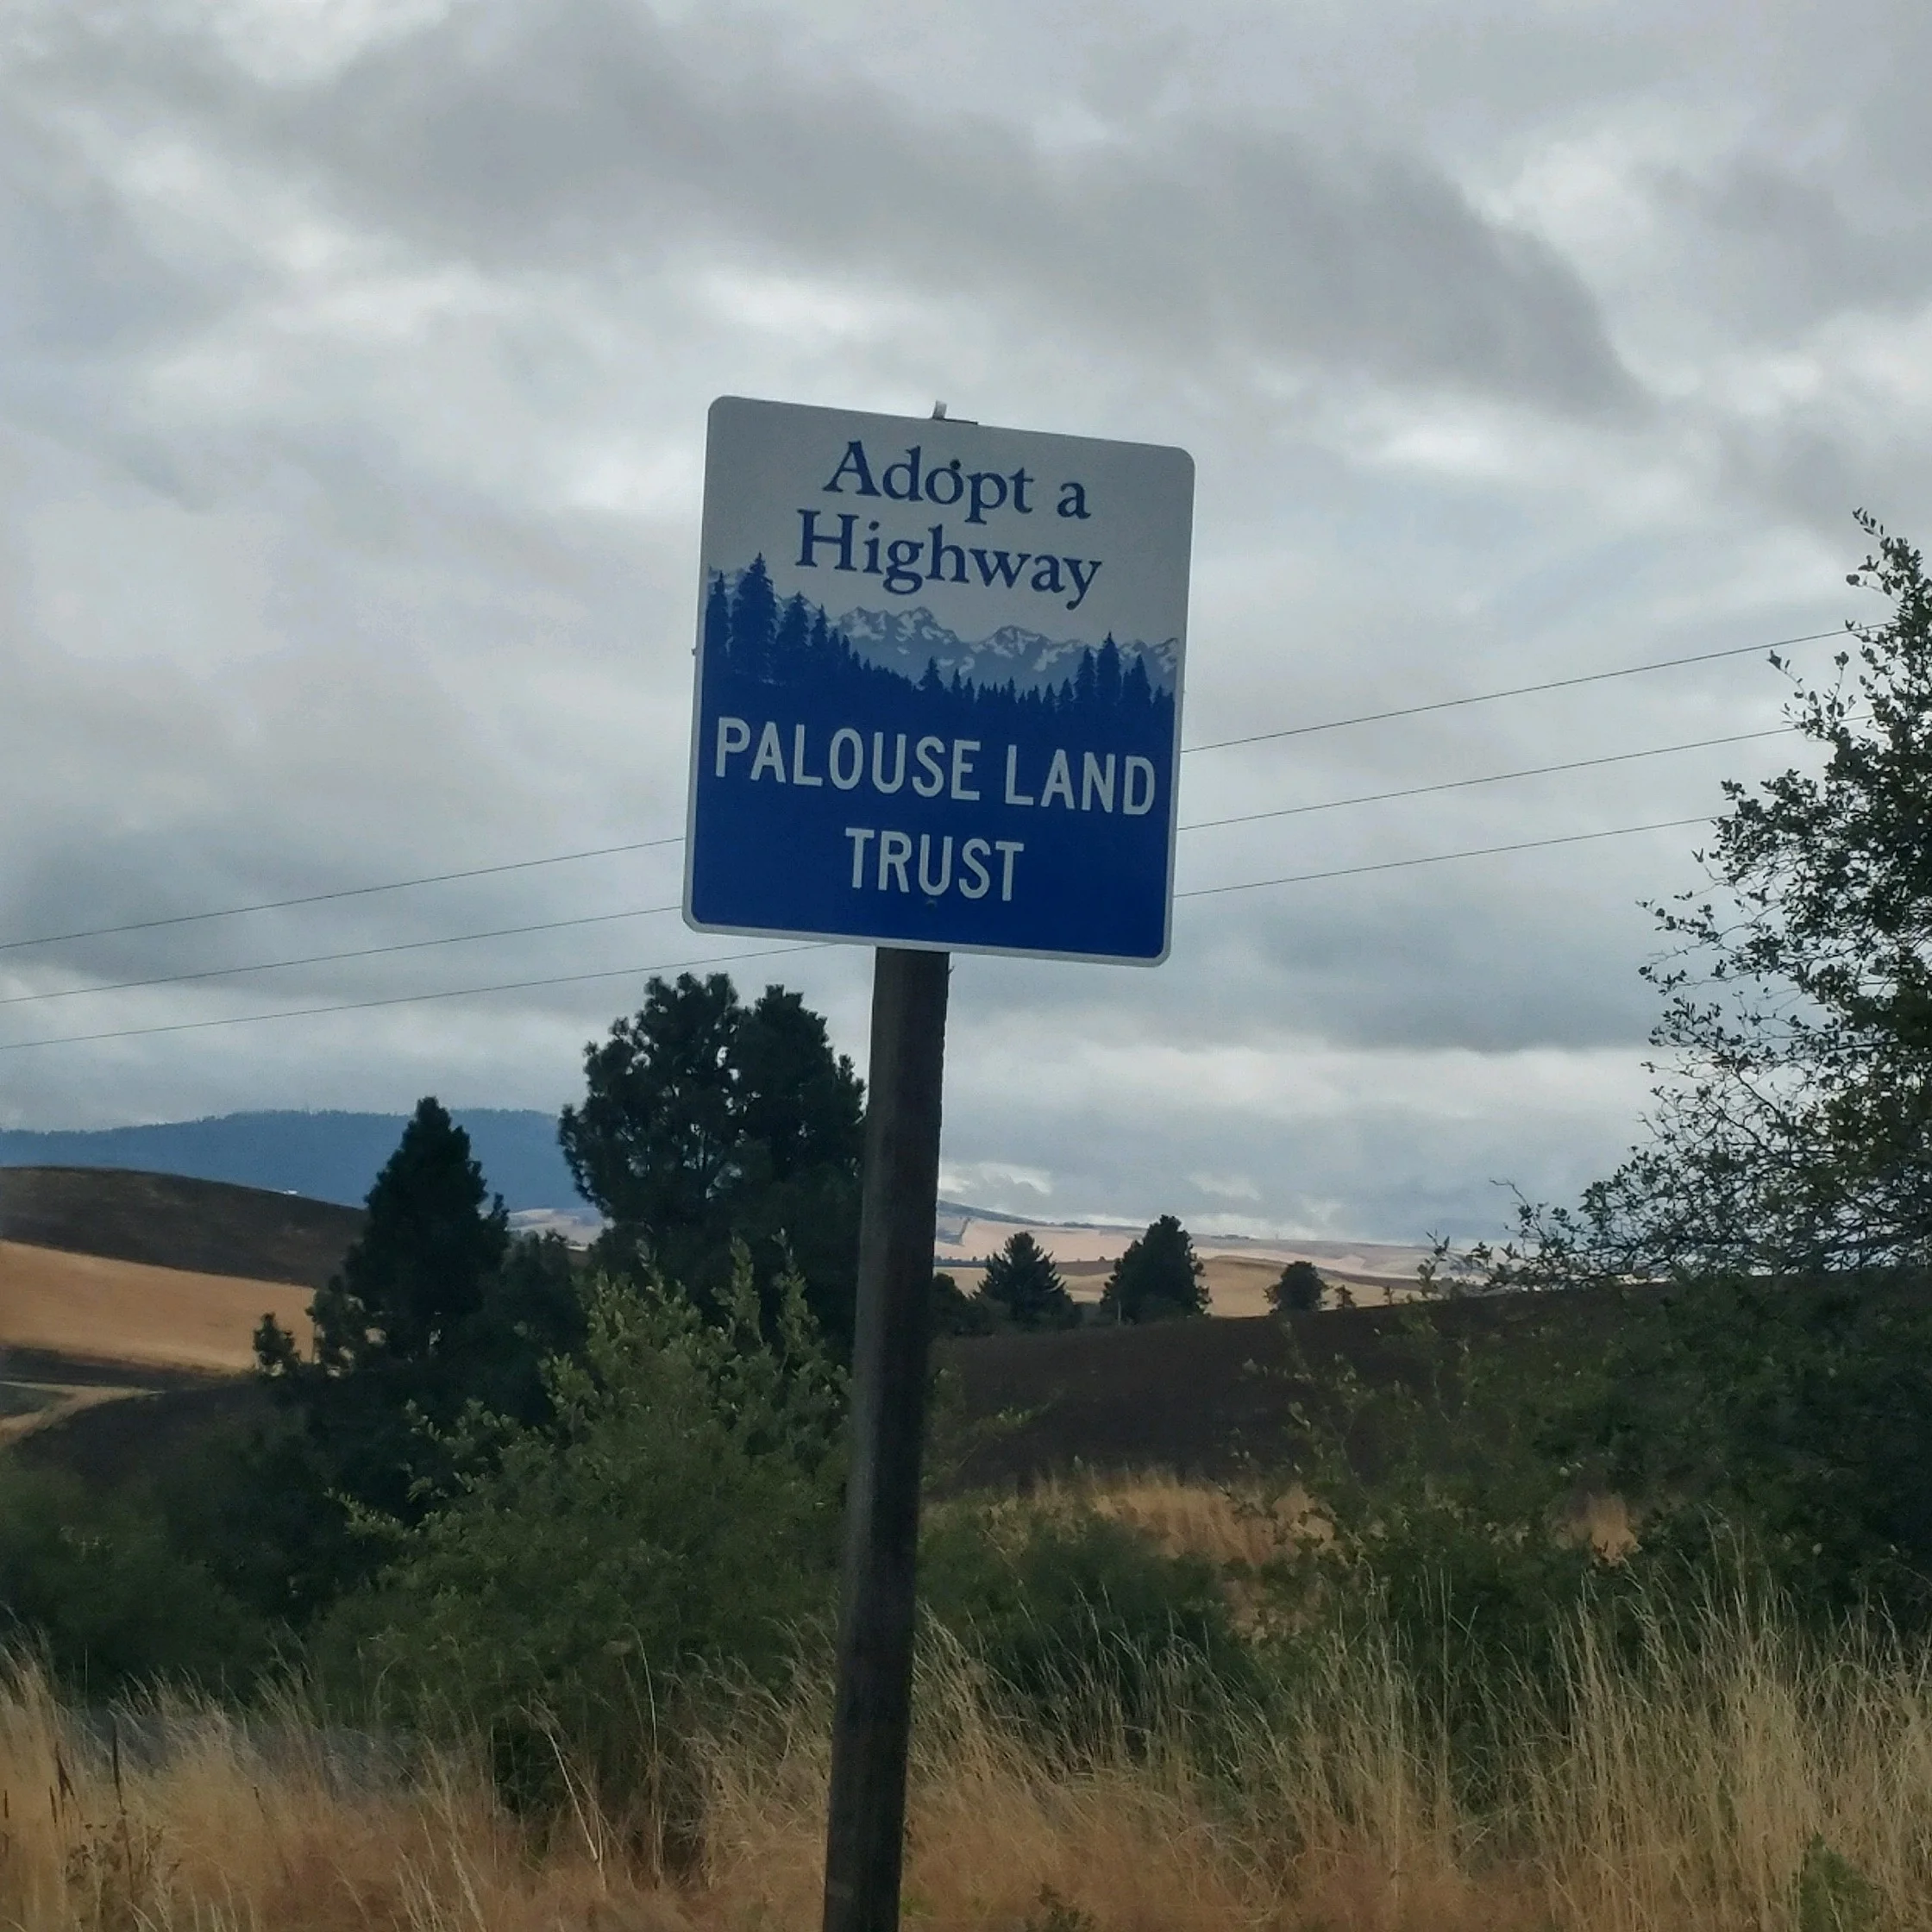 Adopt a
Highway
PALOUSE LAND
TRUST